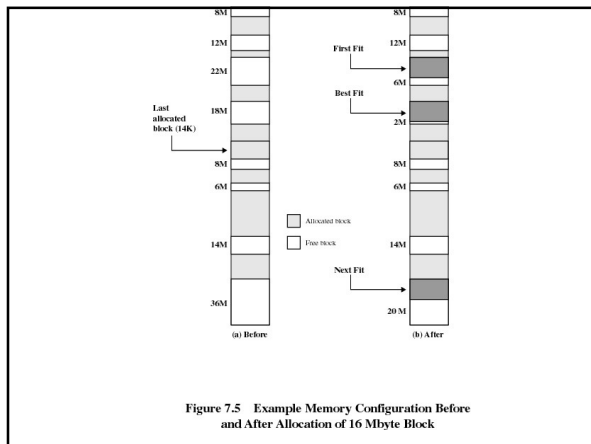 8M
12M
22M
18M
Last
allocated
block (14K)
8M
6M
14M
36M
(a) Before
Allocated block
Free block
8M
12M
First Fit
6M
Best Fit
2M
8M
6M
14M
Next Fit
20 M
(b) After
Figure 7.5 Example Memory Configuration Before
and After Allocation of 16 Mbyte Block